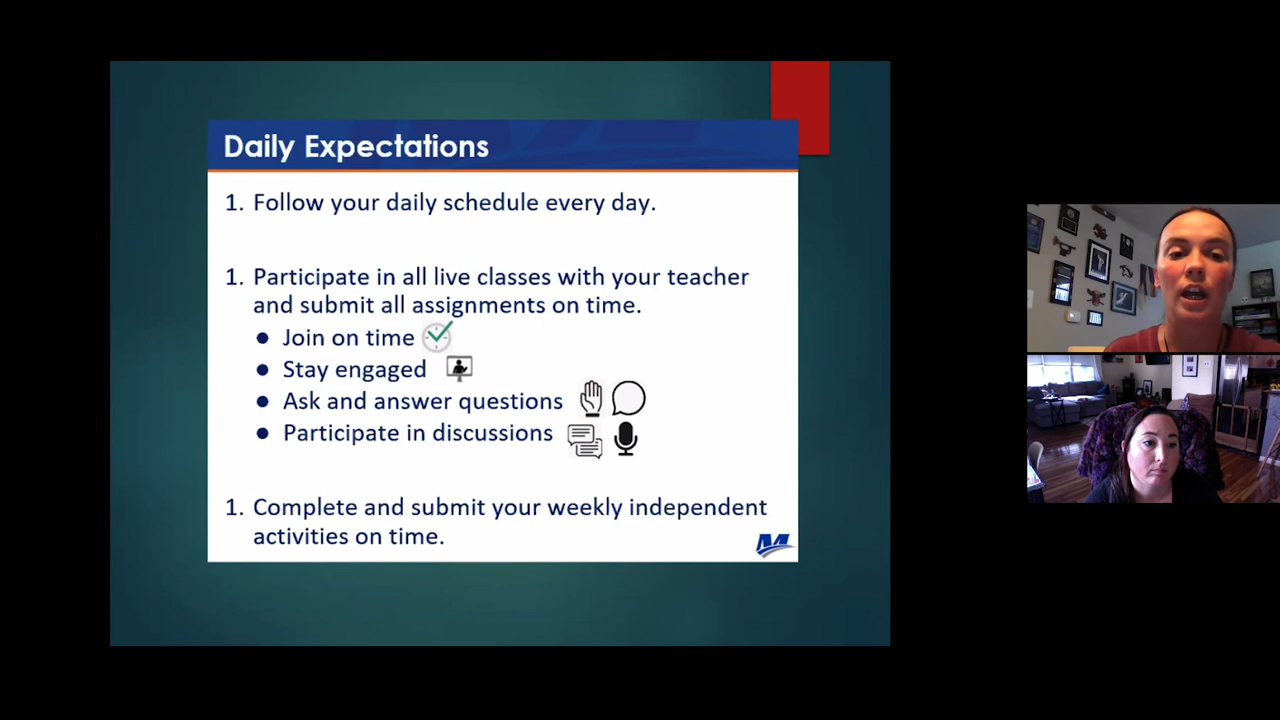 Daily Expectations
1. Follow your daily schedule every day.
1. Participate in all live classes with your teacher
and submit all assignments on time.
● Join on time
● Stay engaged
● Ask and answer questions
● Participate in discussions
1. Complete and submit your weekly independent
activities on time.
M